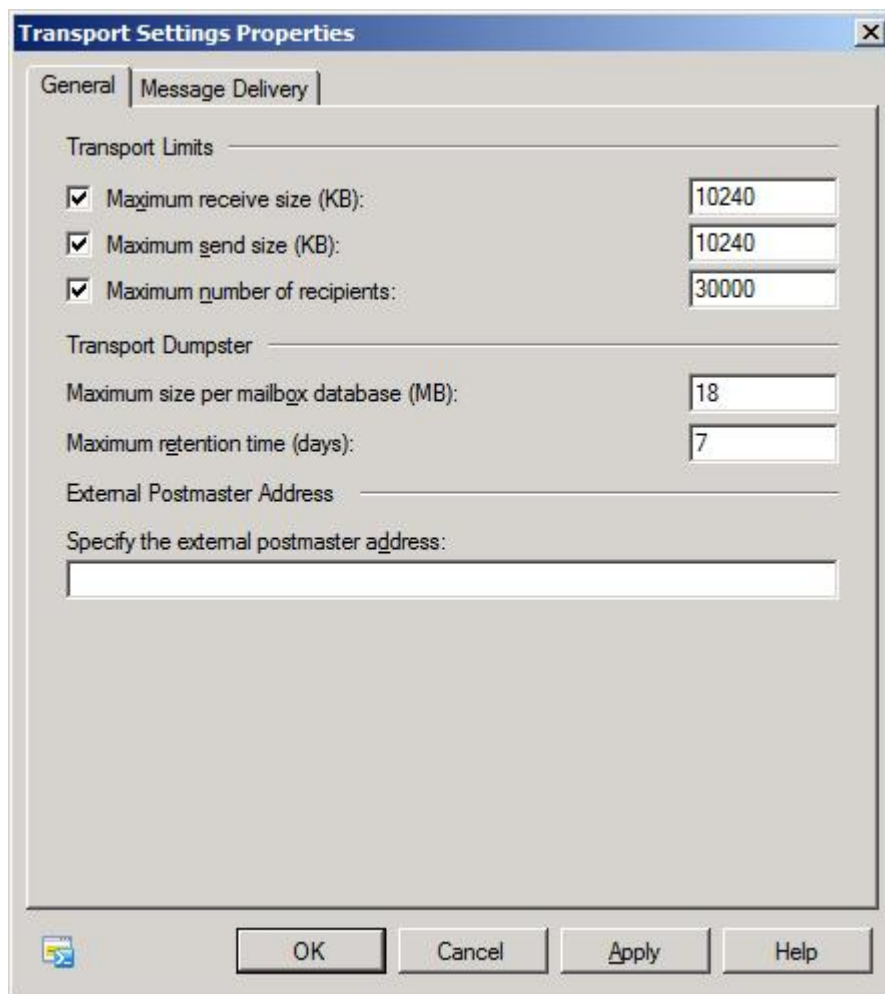 Transport Settings Properties
General
Message Delivery
Transport Limits
Maximum receive size (KB):
10240
Maximum send size (KB):
10240
Maximum number of recipients:
30000
Transport Dumpster
Maximum size per mailbox database (MB):
18
Maximum retention time (days):
7
External Postmaster Address
Specify the external postmaster address:
OK
Cancel
Apply
Help